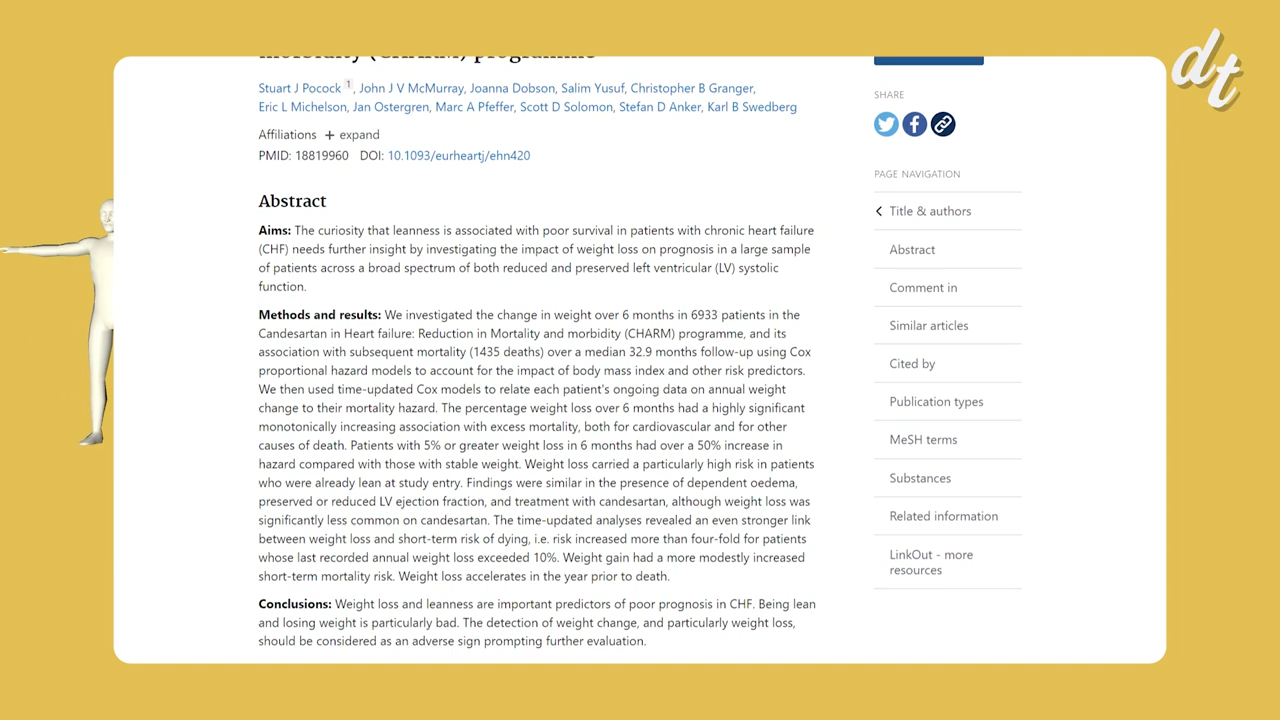 morbidity (CHARM) programme
Stuart J Pocock 1, John J V McMurray, Joanna Dobson, Salim Yusuf, Christopher B Granger,
Eric L Michelson, Jan Ostergren, Marc A Pfeffer, Scott D Solomon, Stefan D Anker, Karl B Swedberg
Affiliations + expand
PMID: 18819960 DOI: 10.1093/eurheartj/ehn420
Abstract
Aims: The curiosity that leanness is associated with poor survival in patients with chronic heart failure
(CHF) needs further insight by investigating the impact of weight loss on prognosis in a large sample
of patients across a broad spectrum of both reduced and preserved left ventricular (LV) systolic
function.
Methods and results: We investigated the change in weight over 6 months in 6933 patients in the
Candesartan in Heart failure: Reduction in Mortality and morbidity (CHARM) programme, and its
association with subsequent mortality (1435 deaths) over a median 32.9 months follow-up using Cox
proportional hazard models to account for the impact of body mass index and other risk predictors.
We then used time-updated Cox models to relate each patient's ongoing data on annual weight
change to their mortality hazard. The percentage weight loss over 6 months had a highly significant
monotonically increasing association with excess mortality, both for cardiovascular and for other
causes of death. Patients with 5% or greater weight loss in 6 months had over a 50% increase in
hazard compared with those with stable weight. Weight loss carried a particularly high risk in patients
who were already lean at study entry. Findings were similar in the presence of dependent oedema,
preserved or reduced LV ejection fraction, and treatment with candesartan, although weight loss was
significantly less common on candesartan. The time-updated analyses revealed an even stronger link
between weight loss and short-term risk of dying, i.e. risk increased more than four-fold for patients
whose last recorded annual weight loss exceeded 10%. Weight gain had a more modestly increased
short-term mortality risk. Weight loss accelerates in the year prior to death.
Conclusions: Weight loss and leanness are important predictors of poor prognosis in CHF. Being lean
and losing weight is particularly bad. The detection of weight change, and particularly weight loss,
should be considered as an adverse sign prompting further evaluation.
SHARE
PAGE NAVIGATION
Title & authors
Abstract
Comment in
Similar articles
Cited by
Publication types
MeSH terms
Substances
Related information
LinkOut - more
resources
dt